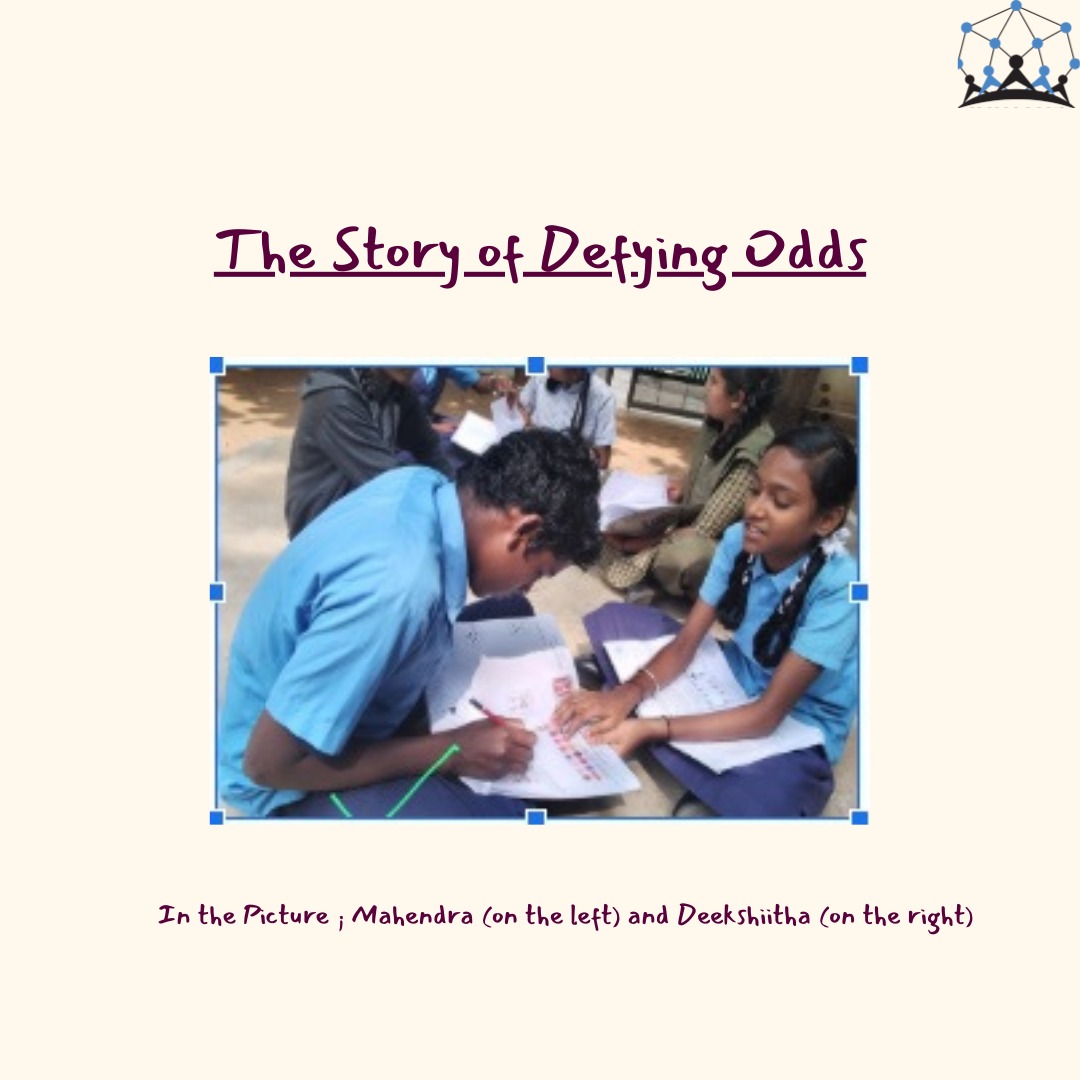 The Story of Defying Odds
In the Picture ; Mahendra (on the left) and Deekshiitha (on the right)